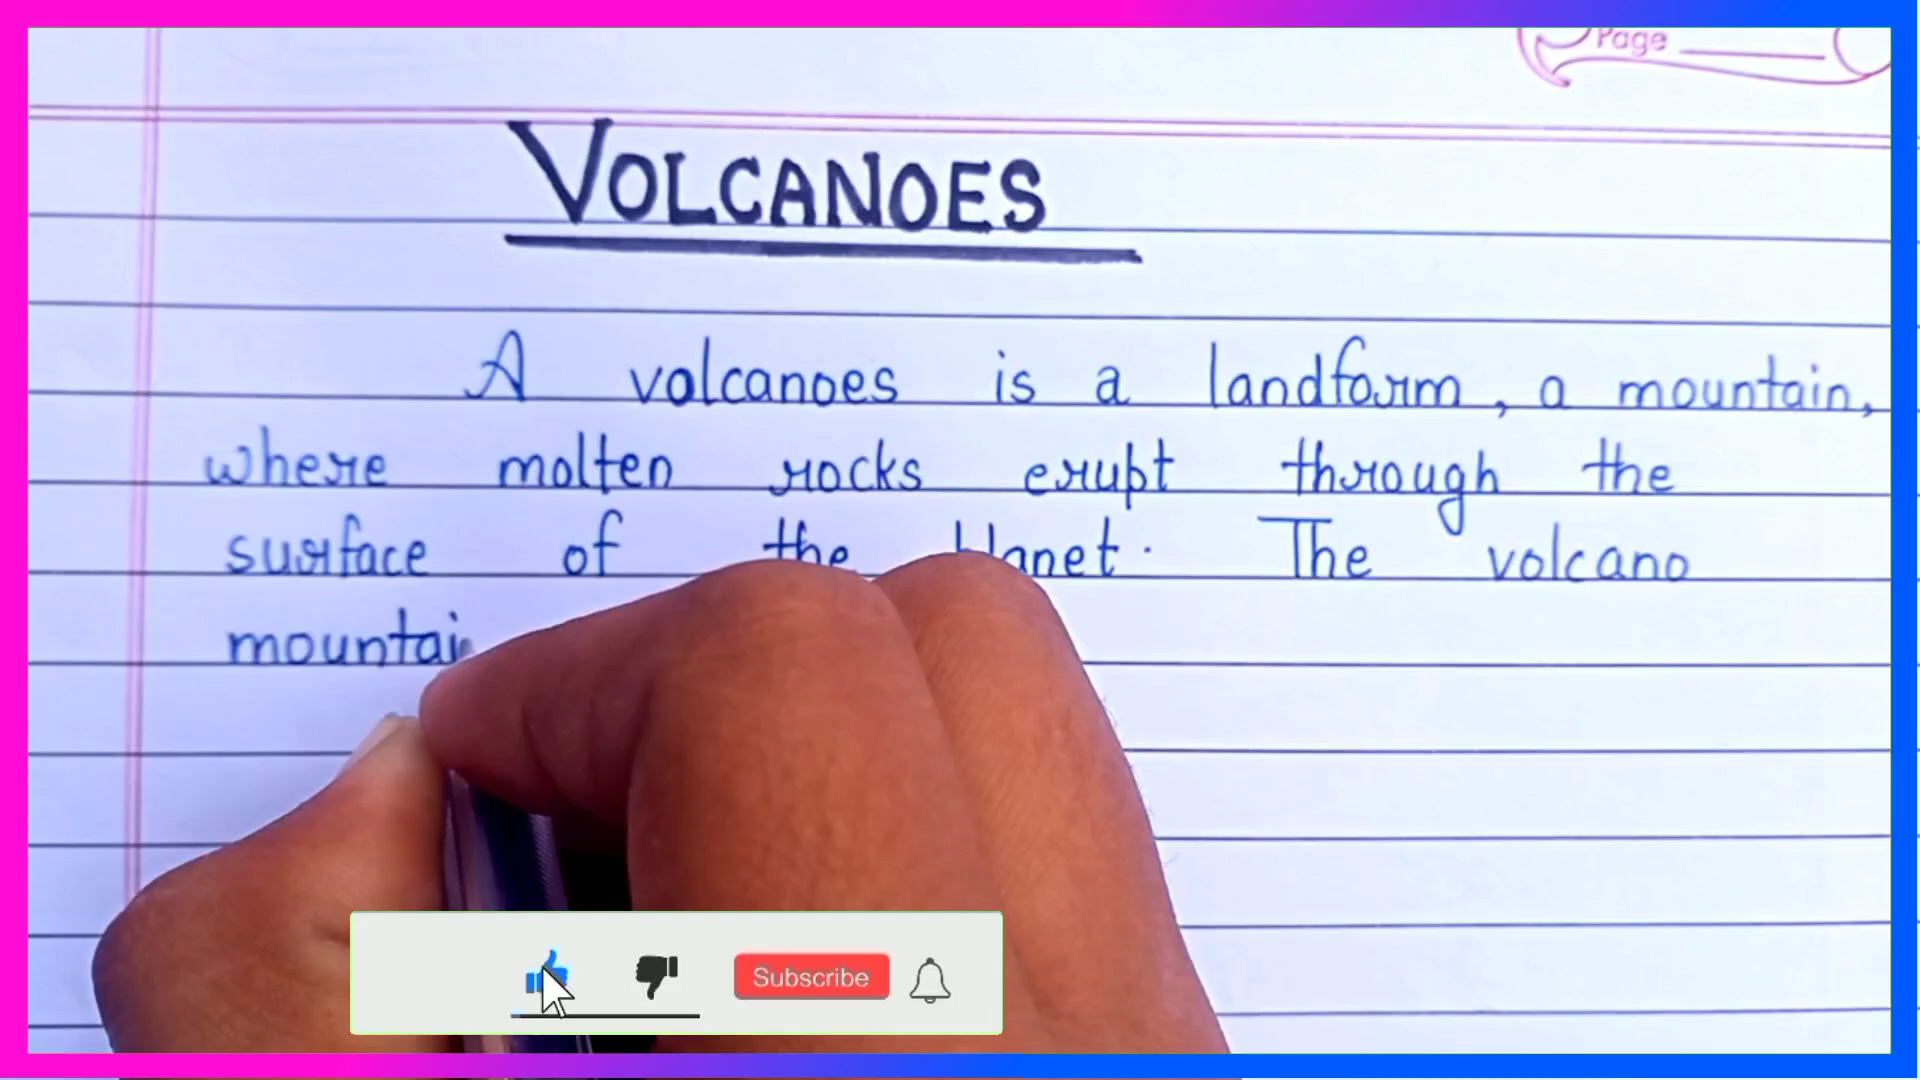 Page
VOLCANOES
A volcanoes is a landform, a mountain,
where molten rocks erupt through the
surface of the planet. The volcano
mountai
Subscribe